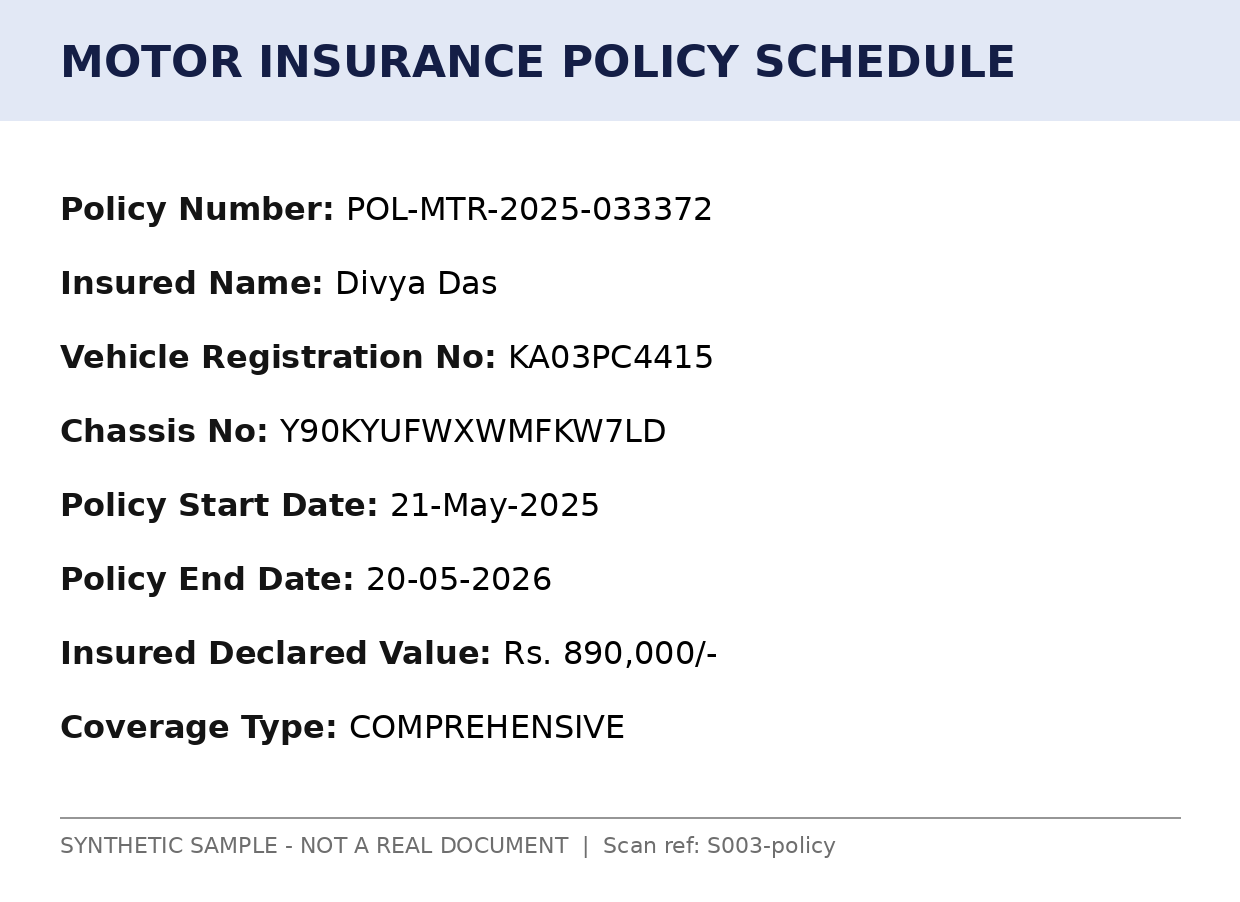 MOTOR INSURANCE POLICY SCHEDULE
Policy Number: POL-MTR-2025-033372
Insured Name: Divya Das
Vehicle Registration No: KA03PC4415
Chassis No: Y90KYUFWXWMFKW7LD
Policy Start Date: 21-May-2025
Policy End Date: 20-05-2026
Insured Declared Value: Rs. 890,000/-
Coverage Type: COMPREHENSIVE
SYNTHETIC SAMPLE - NOT A REAL DOCUMENT | Scan ref: S003-policy